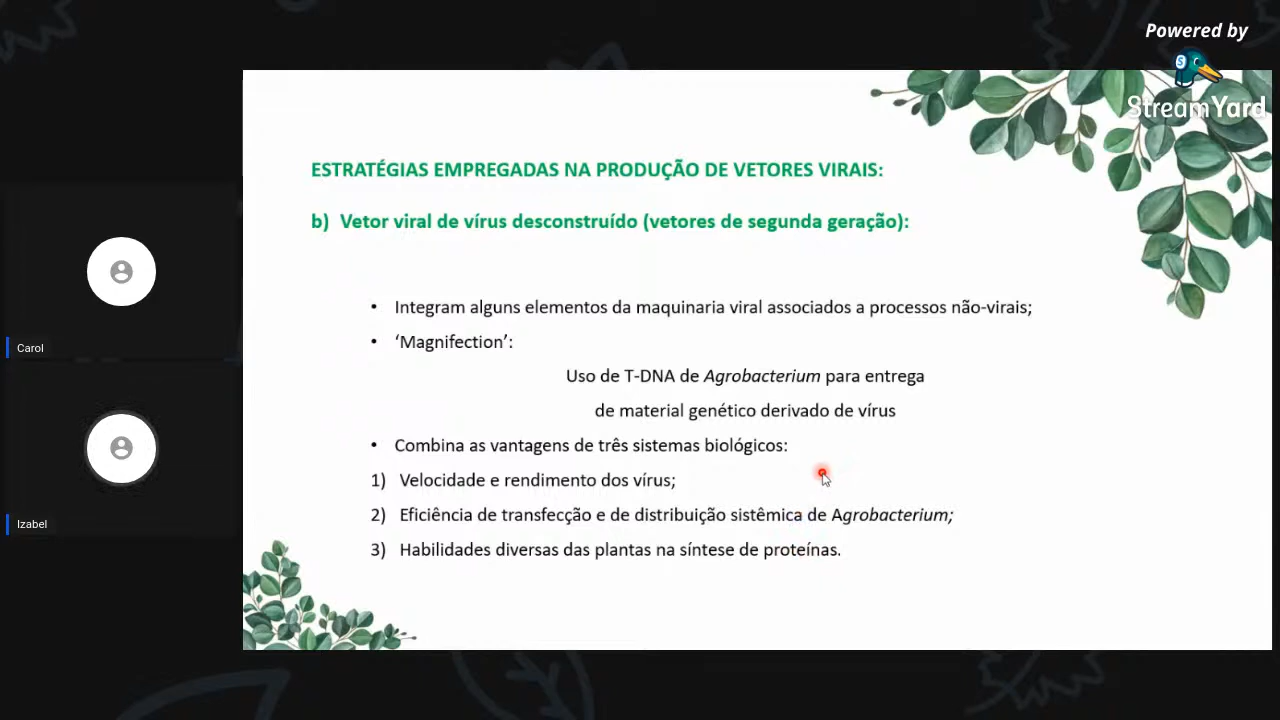 Powered by
StreamYard
ESTRATÉGIAS EMPREGADAS NA PRODUÇÃO DE VETORES VIRAIS:
b) Vetor viral de vírus desconstruído (vetores de segunda geração):
• Integram alguns elementos da maquinaria viral associados a processos não-virais;
• ‘Magnifection’:
Uso de T-DNA de Agrobacterium para entrega
de material genético derivado de vírus
• Combina as vantagens de três sistemas biológicos:
1) Velocidade e rendimento dos vírus;
2) Eficiência de transfecção e de distribuição sistêmica de Agrobacterium;
3) Habilidades diversas das plantas na síntese de proteínas.
Carol
Izabel